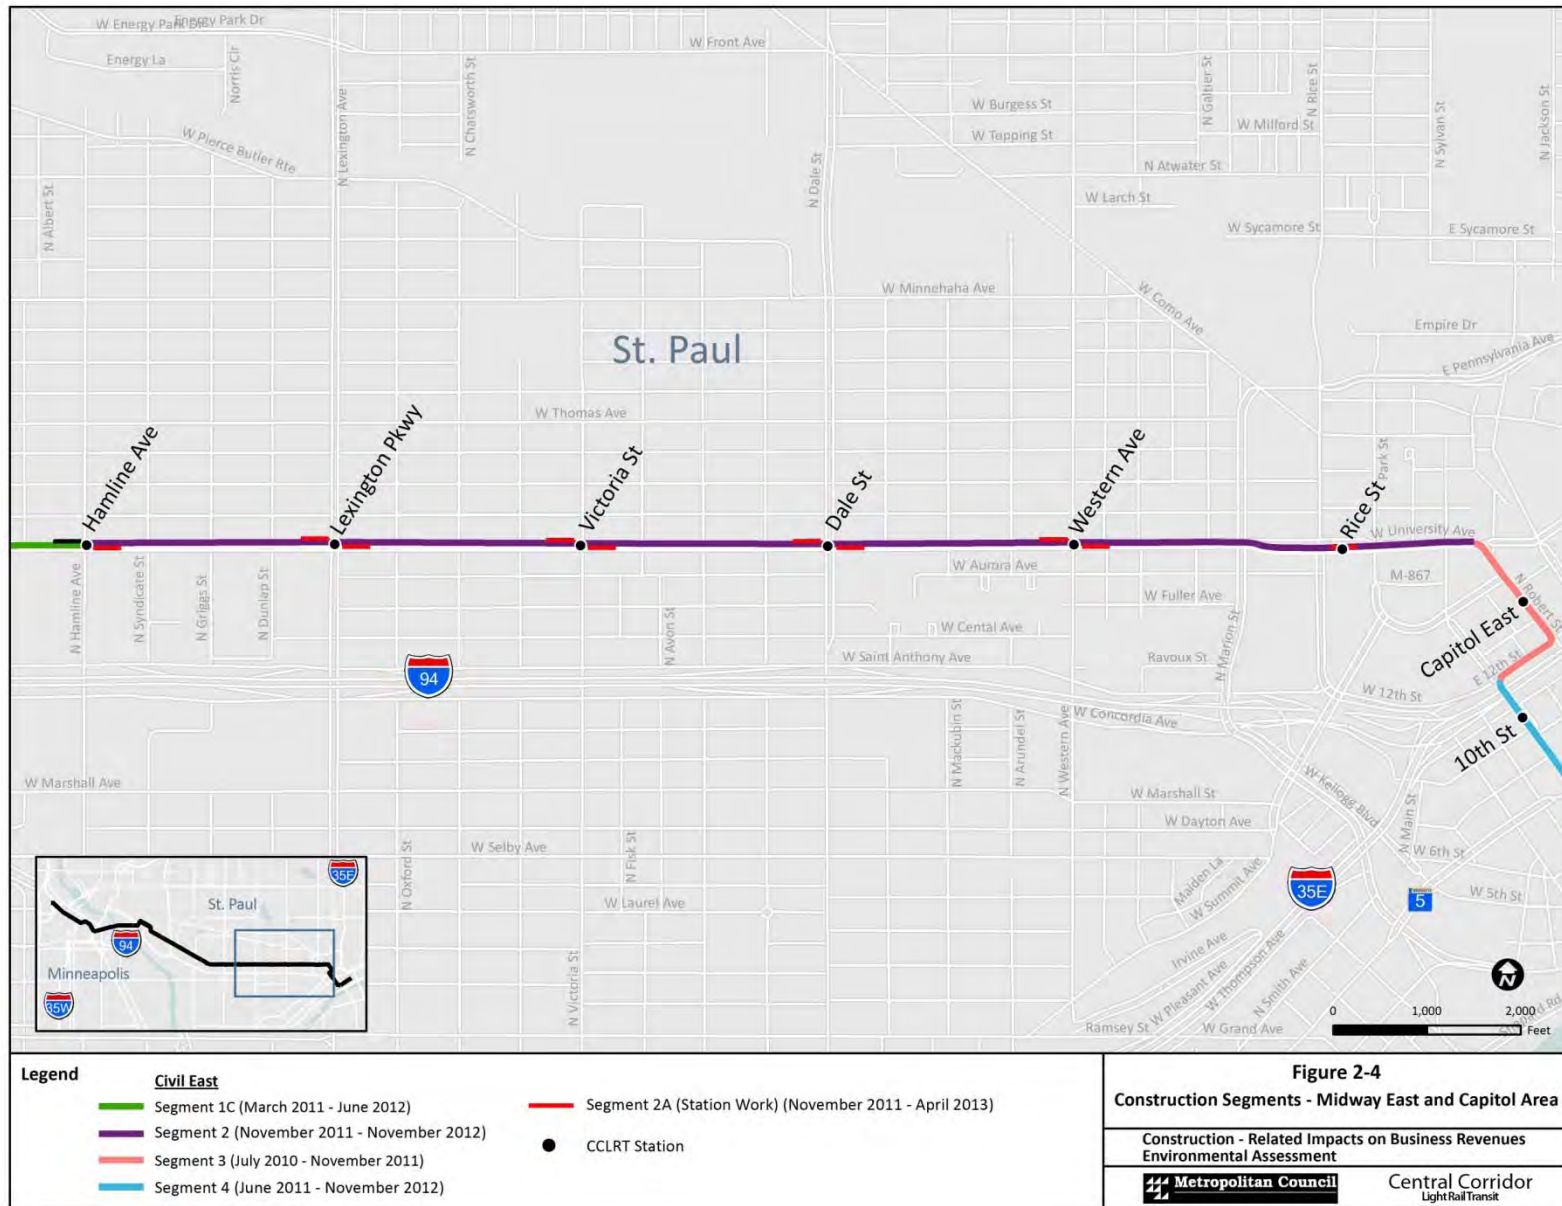 W Energy Park Dr
Energy Park Dr
Energy La
Norris Cir
W Front Ave
N Chatsworth St
N Lexington Ave
W Pierce Butler Rte
N Albert St
N Dale St
W Burgess St
W Topping St
N Galtier St
N Rice St
W Milford St
N Atwater St
N Sylvan St
N Jackson St
W Larch St
W Sycamore St
E Sycamore St
W Minnehaha Ave
W Como Ave
Empire Dr
E Pennsylvania Ave
St. Paul
W Thomas Ave
Hamline Ave
Lexington Pkwy
Victoria St
Dale St
Western Ave
Rice St
Park St
W University Ave
N Hamline Ave
N Syndicate St
N Griggs St
N Dunlap St
N Avon St
W Aurora Ave
M-867
W Fuller Ave
N Robert St
Capitol East
W Cental Ave
W Saint Anthony Ave
Ravoux St
N Marion St
E 12th St
W 12th St
94
W Concordia Ave
N Mackubin St
N Arundel St
N Western Ave
10th St
W Marshall Ave
W Marshall St
W Kellogg Blvd
N Main St
W Dayton Ave
W Selby Ave
N Oxford St
N Fisk St
W Laurel Ave
N Victoria St
Maiden La
W Summit Ave
W 6th St
W 5th St
35E
5
Irvine Ave
W Pleasant Ave
W Thompson Ave
N Smith Ave
Ramsey St
W Grand Ave
35E
St. Paul
94
Minneapolis
35W
N
0 1,000 2,000
Feet
Legend
Civil East
Segment 1C (March 2011 - June 2012)
Segment 2 (November 2011 - November 2012)
Segment 3 (July 2010 - November 2011)
Segment 4 (June 2011 - November 2012)
Segment 2A (Station Work) (November 2011 - April 2013)
CCLRT Station
Figure 2-4
Construction Segments - Midway East and Capitol Area
Construction - Related Impacts on Business Revenues
Environmental Assessment
Metropolitan Council
Central Corridor
Light Rail Transit